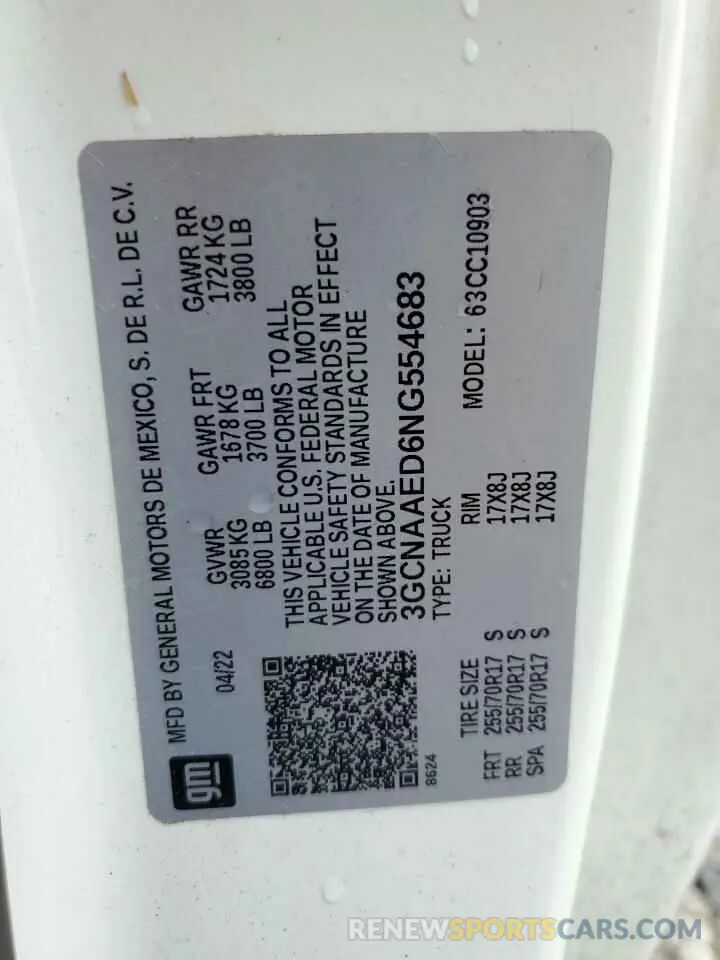 gm
MFD BY GENERAL MOTORS DE MEXICO, S. DE R.L. DE C.V.
04/22 GVWR GAWR FRT GAWR RR
3085KG 1678 KG 1724 KG
6800 LB 3700 LB 3800 LB
THIS VEHICLE CONFORMS TO ALL
APPLICABLE U.S. FEDERAL MOTOR
VEHICLE SAFETY STANDARDS IN EFFECT
ON THE DATE OF MANUFACTURE
SHOWN ABOVE.
3GCNAAED6NG554683
8624 TYPE: TRUCK MODEL: 63CC10903
TIRE SIZE RIM
FRT 255/70R17 S 17X8J
RR 255/70R17 S 17X8J
SPA 255/70R17 S 17X8J
RENEWSPORTSCARS.COM